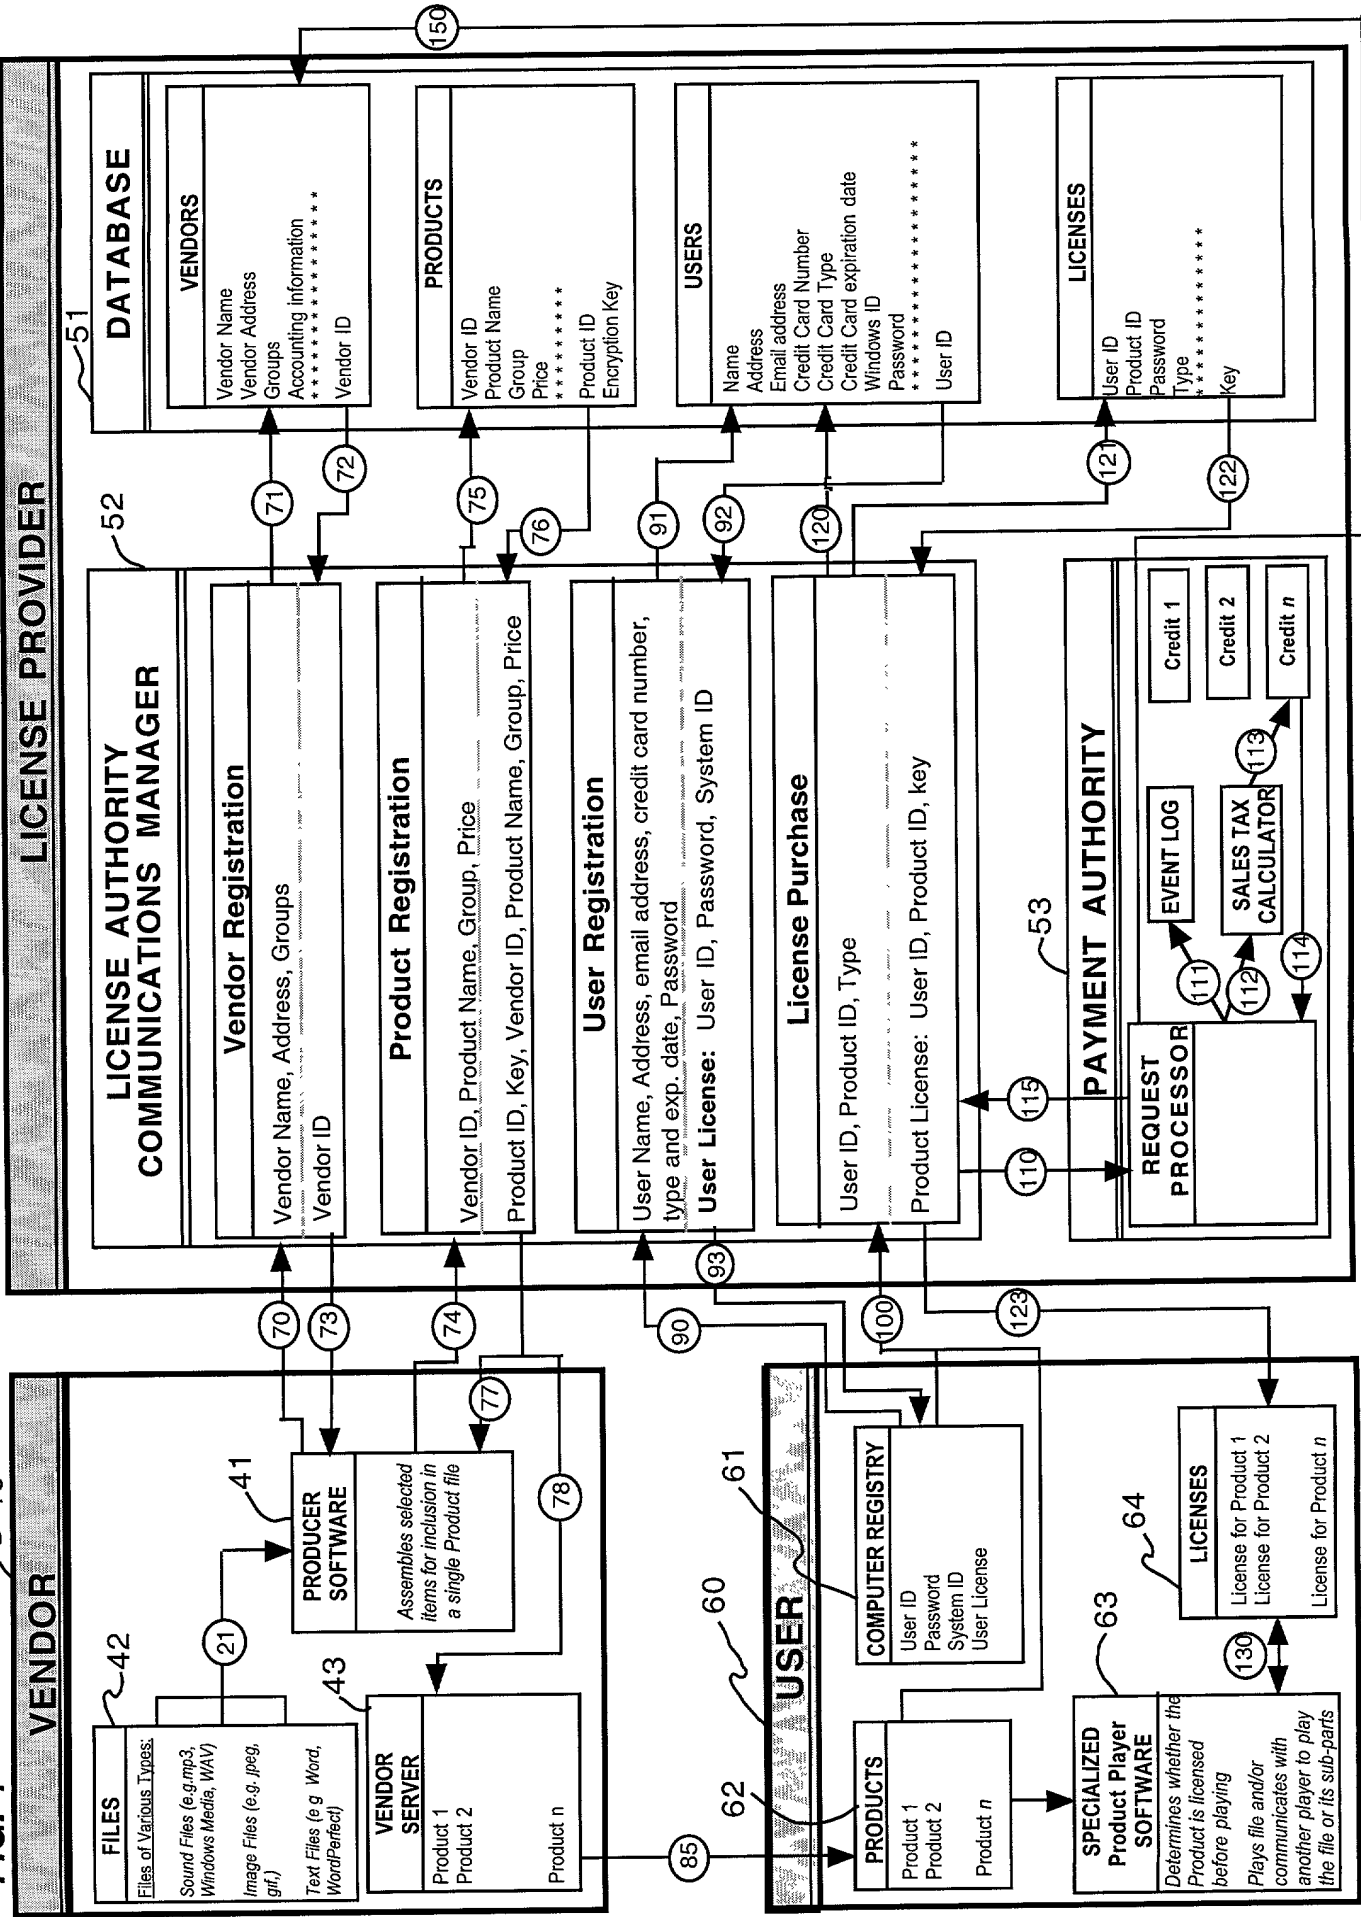 VENDOR
FILES
42
Files of Various Types:
Sound Files (e.g.mp3,
Windows Media, WAV)
Image Files (e.g. jpeg,
gif,)
Text Files (e g Word,
WordPerfect)
21
PRODUCER
SOFTWARE
41
Assembles selected
items for inclusion in
a single Product file
VENDOR
SERVER
43
Product 1
Product 2
Product n
70
73
74
77
78
85
LICENSE PROVIDER
LICENSE AUTHORITY
COMMUNICATIONS MANAGER
52
Vendor Registration
Vendor Name, Address, Groups
Vendor ID
Product Registration
Vendor ID, Product Name, Group, Price
Product ID, Key, Vendor ID, Product Name, Group, Price
User Registration
User Name, Address, email address, credit card number,
type and exp. date, Password
User License: User ID, Password, System ID
License Purchase
User ID, Product ID, Type
Product License: User ID, Product ID, key
71
72
75
76
91
92
120
121
122
150
DATABASE
51
VENDORS
Vendor Name
Vendor Address
Groups
Accounting information
Vendor ID
PRODUCTS
Vendor ID
Product Name
Group
Price
Product ID
Encryption Key
USERS
Name
Address
Email address
Credit Card Number
Credit Card Type
Credit Card expiration date
Windows ID
Password
User ID
LICENSES
User ID
Product ID
Password
Type
Key
PAYMENT AUTHORITY
53
REQUEST
PROCESSOR
EVENT LOG
SALES TAX
CALCULATOR
Credit 1
Credit 2
Credit n
110
115
111
112
113
114
90
93
100
123
USER
60
COMPUTER REGISTRY
61
User ID
Password
System ID
User License
PRODUCTS
62
Product 1
Product 2
Product n
SPECIALIZED
Product Player
SOFTWARE
63
Determines whether the
Product is licensed
before playing
Plays file and/or
communicates with
another player to play
the file or its sub-parts
130
LICENSES
64
License for Product 1
License for Product 2
License for Product n